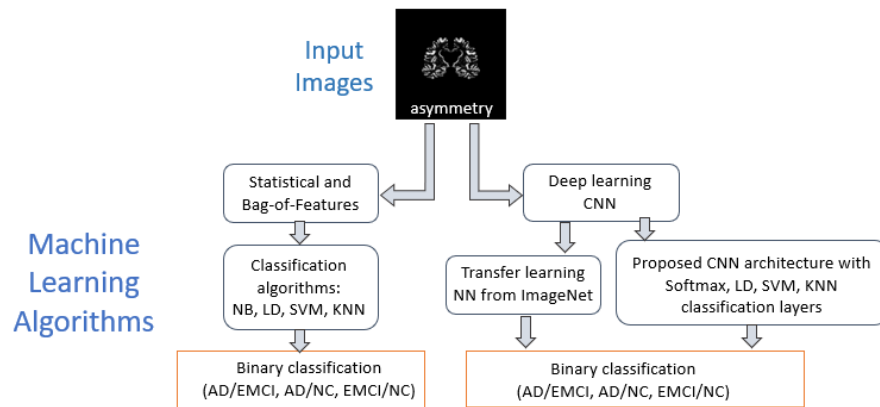 Input
Images
asymmetry
Statistical and
Bag-of-Features
Deep learning
CNN
Machine
Learning
Algorithms
Classification
algorithms:
NB, LD, SVM, KNN
Transfer learning
NN from ImageNet
Proposed CNN architecture with
Softmax, LD, SVM, KNN
classification layers
Binary classification
(AD/EMCI, AD/NC, EMCI/NC)
Binary classification
(AD/EMCI, AD/NC, EMCI/NC)